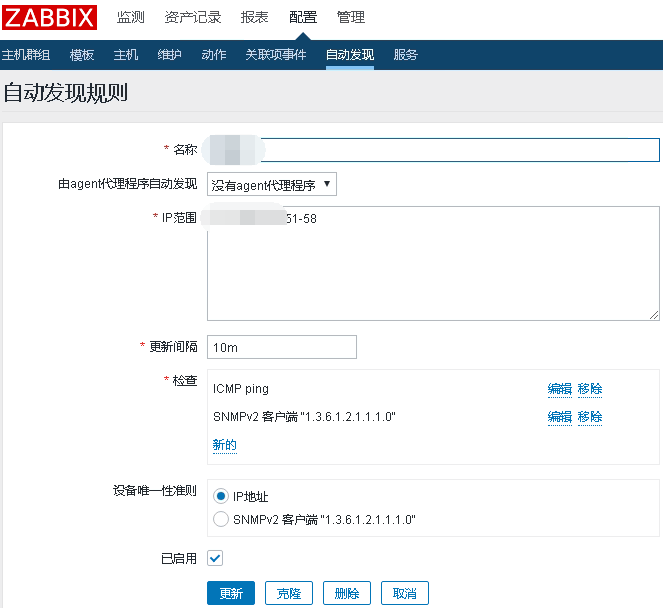 ZABBIX 监测 资产记录 报表 配置 管理
主机群组 模板 主机 维护 动作 关联项事件 自动发现 服务
自动发现规则
* 名称
由agent代理程序自动发现 没有agent代理程序
* IP范围 51-58
* 更新间隔 10m
* 检查 ICMP ping 编辑 移除
SNMPv2 客户端 "1.3.6.1.2.1.1.1.0" 编辑 移除
新的
设备唯一性准则 IP地址
SNMPv2 客户端 "1.3.6.1.2.1.1.1.0"
已启用
更新 克隆 删除 取消